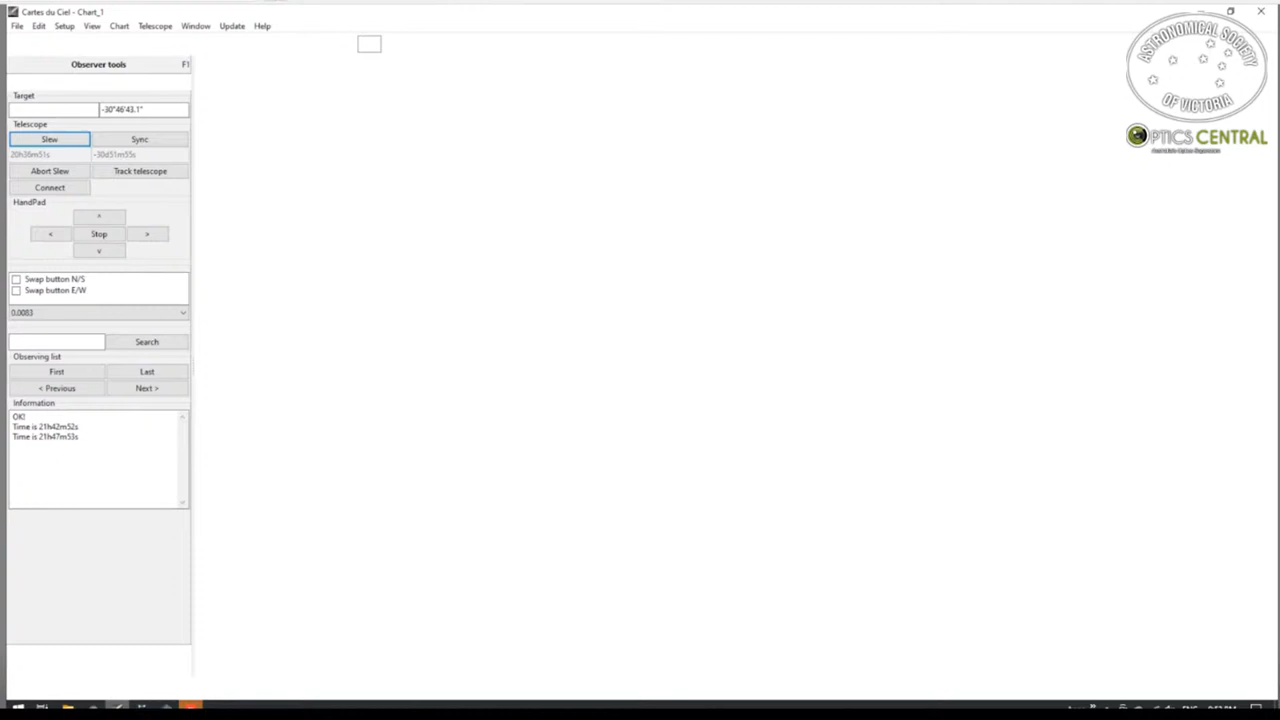 Cartes du Ciel - Chart_1
File Edit Setup View Chart Telescope Window Update Help
ASTRONOMICAL SOCIETY
OF VICTORIA
OPTICS CENTRAL
Observer tools F1
Target
-30°46'43.1"
Telescope
Slew Sync
20h36m51s -30d51m55s
Abort Slew Track telescope
Connect
HandPad
^
< Stop >
v
Swap button N/S
Swap button E/W
0.0083
Search
Observing list
First Last
< Previous Next >
Information
OK!
Time is 21h42m52s
Time is 21h47m53s
ENG